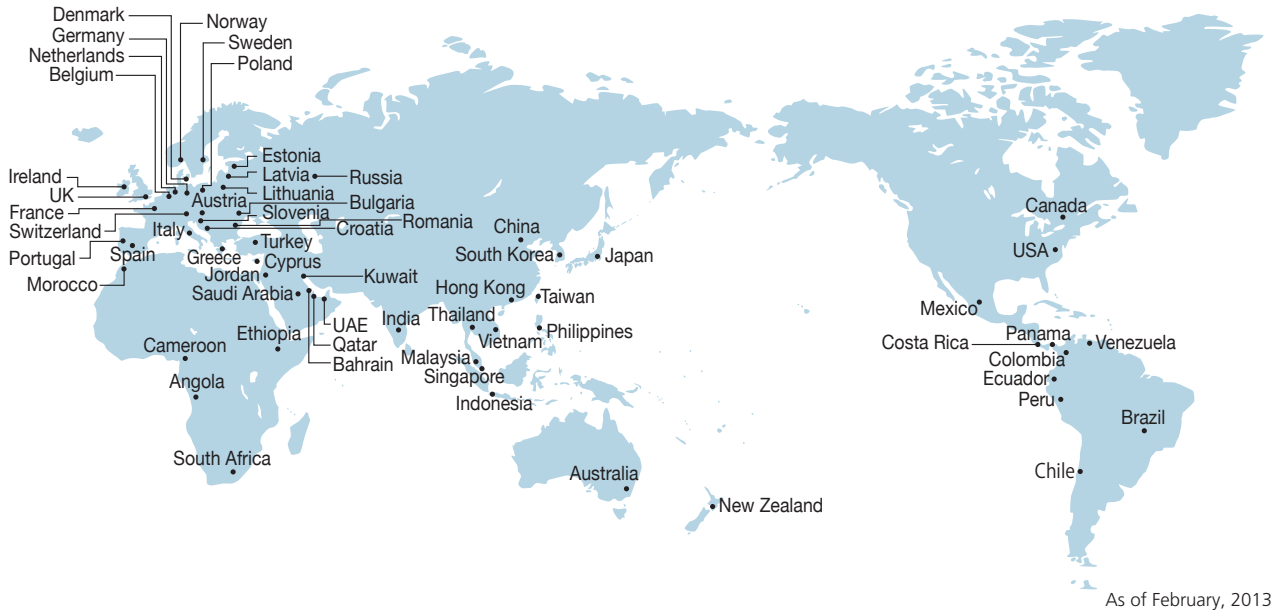 Denmark
Norway
Germany
Sweden
Netherlands
Poland
Belgium
Estonia
Ireland
Latvia
Russia
UK
Lithuania
Austria
Bulgaria
France
Slovenia
Romania
Switzerland
Italy
Croatia
Portugal
Spain
Greece
Turkey
Morocco
Cyprus
Jordan
Kuwait
Saudi Arabia
UAE
Qatar
Bahrain
Ethiopia
Cameroon
Angola
South Africa
China
South Korea
Japan
Hong Kong
Taiwan
India
Thailand
Vietnam
Philippines
Malaysia
Singapore
Indonesia
Australia
New Zealand
Canada
USA
Mexico
Costa Rica
Panama
Venezuela
Colombia
Ecuador
Peru
Brazil
Chile
As of February, 2013